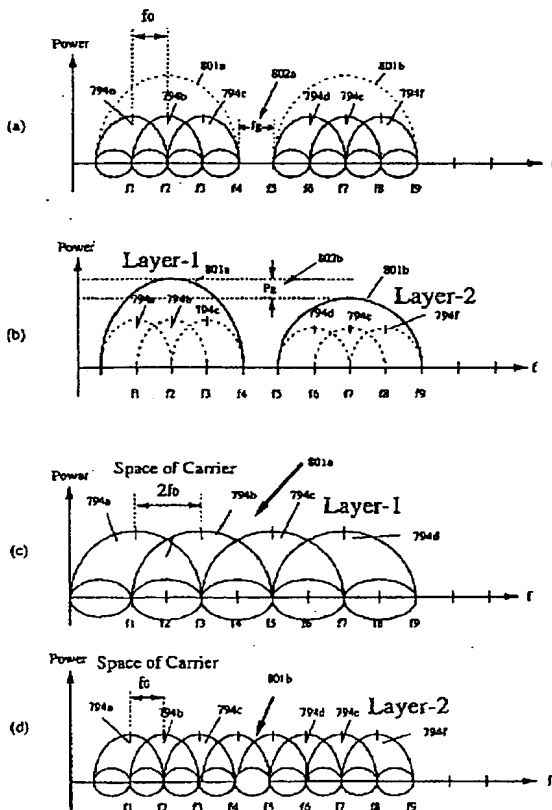 f0
Power
801a
802a
801b
794a
794b
794c
794d
794e
794f
fg
(a)
f1 f2 f3 f4 f5 f6 f7 f8 f9
Layer-1
Power
801a
802b
Pg
801b
Layer-2
794a 794b 794c
794d 794e 794f
(b)
f1 f2 f3 f4 f5 f6 f7 f8 f9 f
Space of Carrier
801a
Power
794a
2f0
794b
794c
Layer-1
794d
(c)
f1 f2 f3 f4 f5 f6 f7 f8 f9 f
Power
Space of Carrier
f0
801b
794a
794b
794c
794d
794e
Layer-2
794f
(d)
f1 f2 f3 f4 f5 f6 f7 f8 f9 f